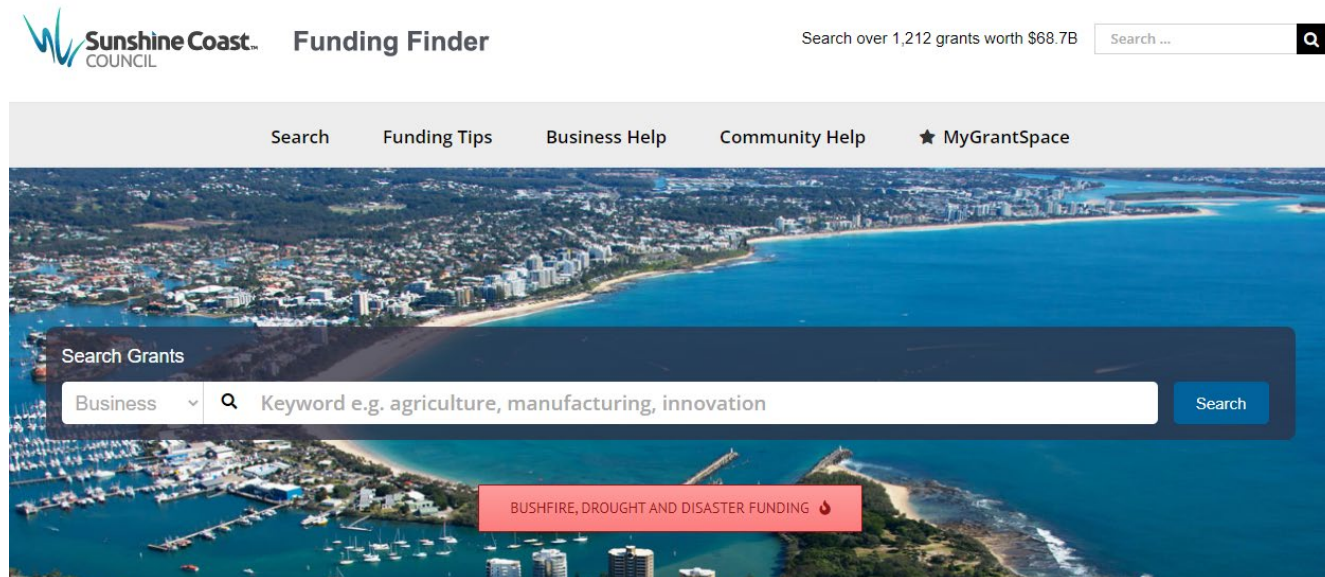 Sunshine Coast™ COUNCIL
Funding Finder
Search over 1,212 grants worth $68.7B
Search ...
Search Funding Tips Business Help Community Help MyGrantSpace
Search Grants
Business Keyword e.g. agriculture, manufacturing, innovation Search
BUSHFIRE, DROUGHT AND DISASTER FUNDING